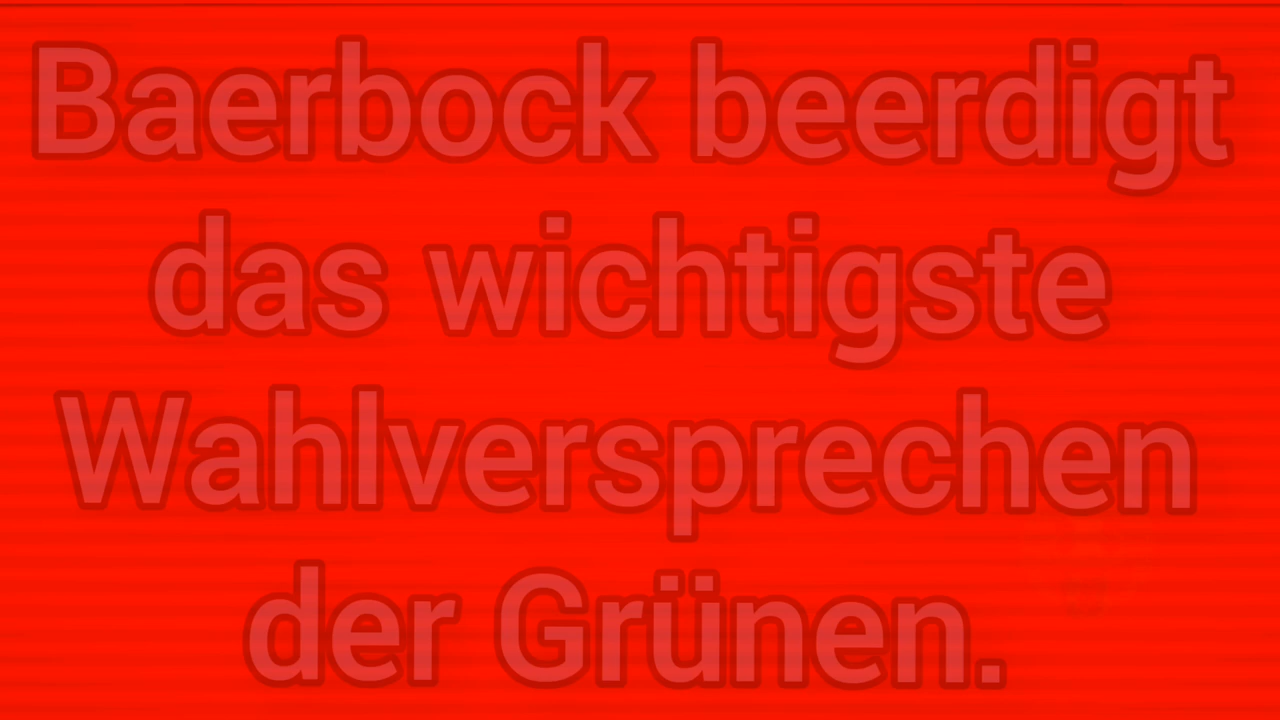 Baerbock beerdigt
das wichtigste
Wahlversprechen
der Grünen.